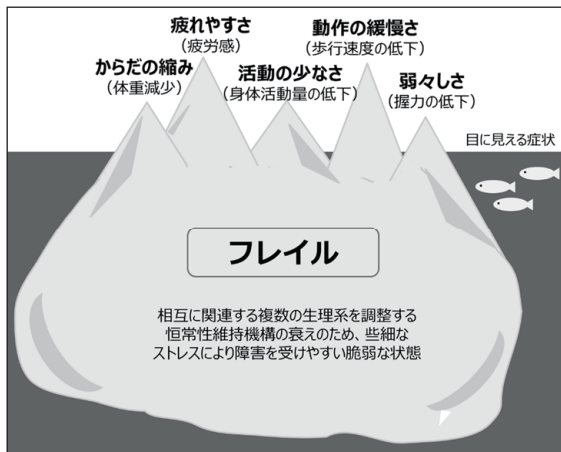 疲れやすさ
(疲労感)
動作の緩慢さ
(歩行速度の低下)
からだの縮み
(体重減少)
活動の少なさ
(身体活動量の低下)
弱々しさ
(握力の低下)
目に見える症状
フレイル
相互に関連する複数の生理系を調整する
恒常性維持機構の衰えのため、些細な
ストレスにより障害を受けやすい脆弱な状態